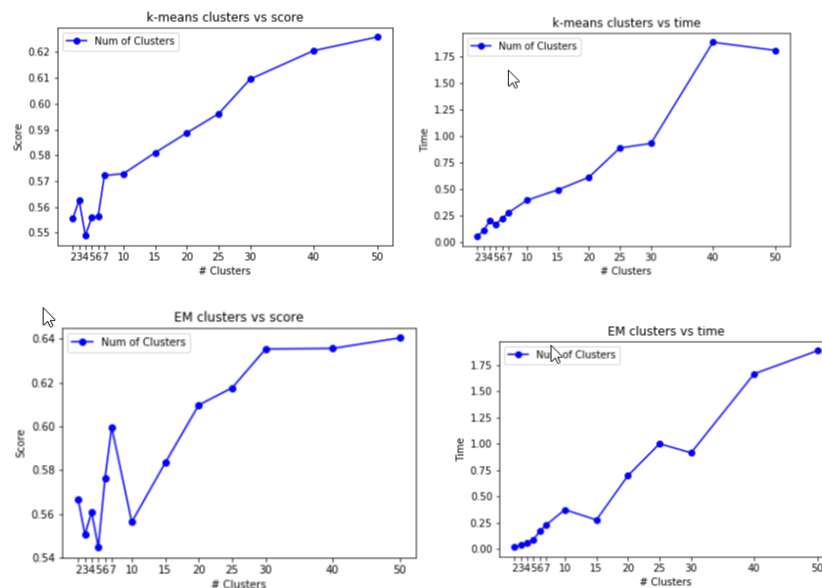 k-means clusters vs score
Num of Clusters
Score
0.62
0.61
0.60
0.59
0.58
0.57
0.56
0.55
234567 10 15 20 25 30 40 50
# Clusters
k-means clusters vs time
Num of Clusters
Time
1.75
1.50
1.25
1.00
0.75
0.50
0.25
0.00
234567 10 15 20 25 30 40 50
# Clusters
EM clusters vs score
Num of Clusters
Score
0.64
0.62
0.60
0.58
0.56
0.54
234567 10 15 20 25 30 40 50
# Clusters
EM clusters vs time
Num of Clusters
Time
1.75
1.50
1.25
1.00
0.75
0.50
0.25
0.00
234567 10 15 20 25 30 40 50
# Clusters